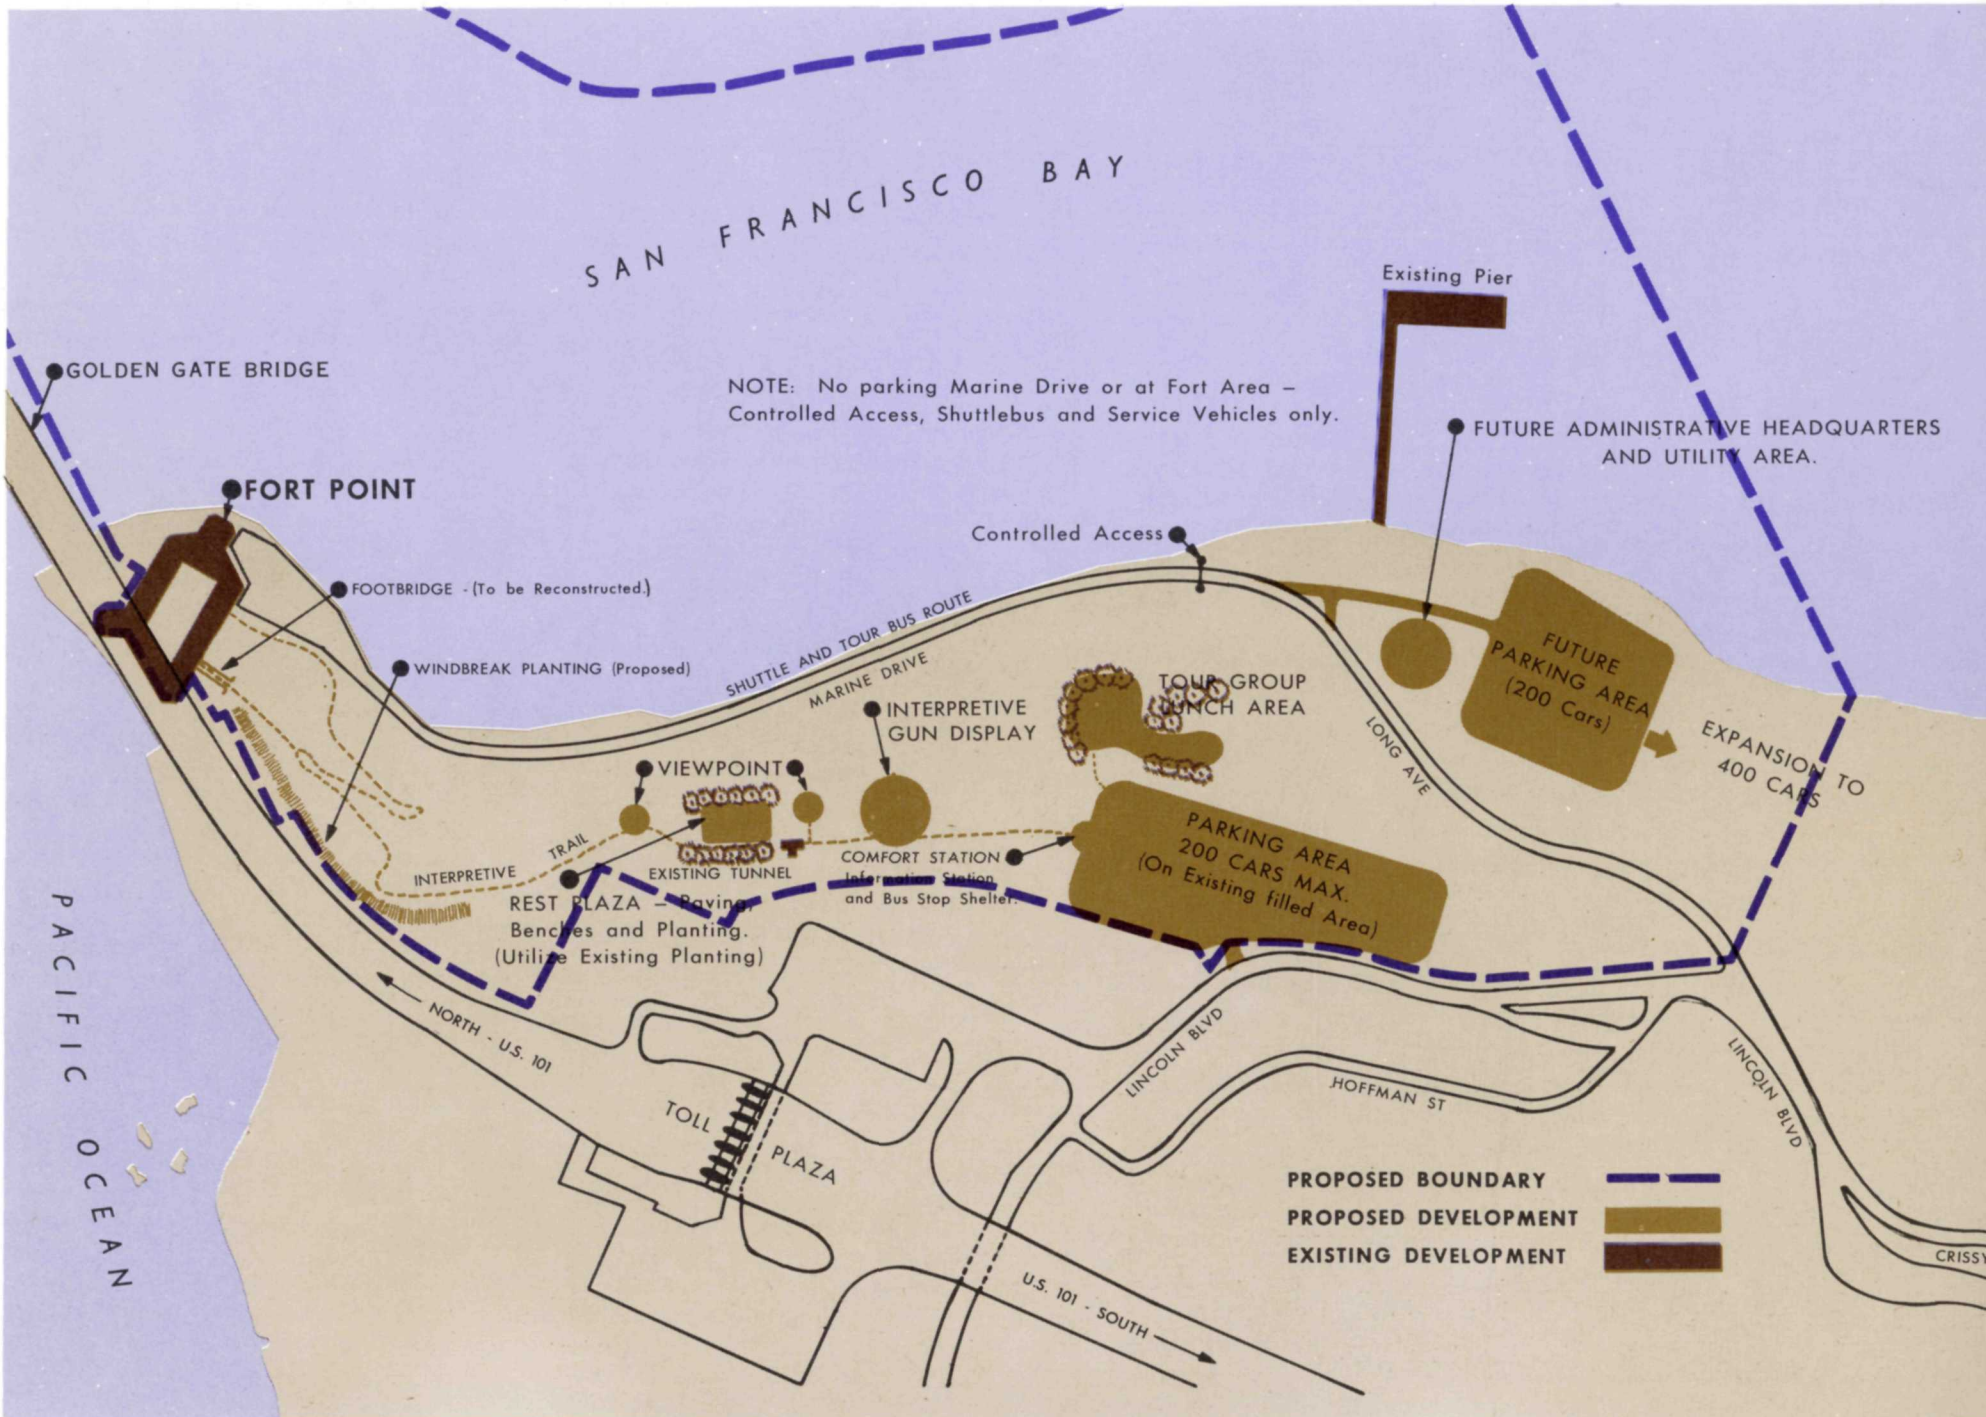 SAN FRANCISCO BAY
Existing Pier
GOLDEN GATE BRIDGE
NOTE: No parking Marine Drive or at Fort Area –
Controlled Access, Shuttlebus and Service Vehicles only.
FUTURE ADMINISTRATIVE HEADQUARTERS
AND UTILITY AREA.
FORT POINT
Controlled Access
FOOTBRIDGE - (To be Reconstructed.)
SHUTTLE AND TOUR BUS ROUTE
MARINE DRIVE
WINDBREAK PLANTING (Proposed)
FUTURE
PARKING AREA
(200 Cars)
TOUR GROUP
LUNCH AREA
INTERPRETIVE
GUN DISPLAY
LONG AVE
EXPANSION TO
400 CARS
VIEWPOINT
PARKING AREA
200 CARS MAX.
(On Existing filled Area)
INTERPRETIVE TRAIL
EXISTING TUNNEL
COMFORT STATION
Information Station
and Bus Stop Shelter.
REST PLAZA – Paving,
Benches and Planting.
(Utilize Existing Planting)
PACIFIC OCEAN
NORTH - U.S. 101
LINCOLN BLVD
HOFFMAN ST
LINCOLN BLVD
TOLL PLAZA
U.S. 101 - SOUTH
PROPOSED BOUNDARY
PROPOSED DEVELOPMENT
EXISTING DEVELOPMENT
CRISSY